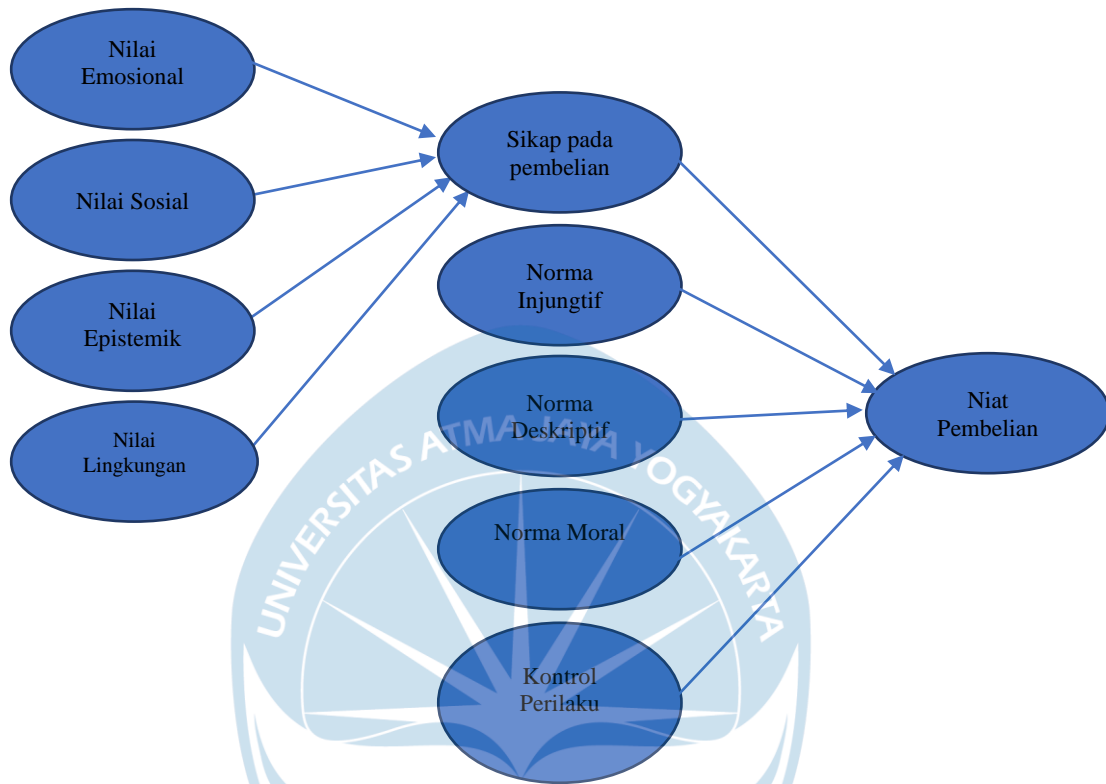 Nilai
Emosional
Nilai Sosial
Nilai
Epistemik
Nilai
Lingkungan
Sikap pada
pembelian
Norma
Injungtif
Norma
Deskriptif
Norma Moral
Kontrol
Perilaku
Niat
Pembelian
UNIVERSITAS ATMA JAYA YOGYAKARTA